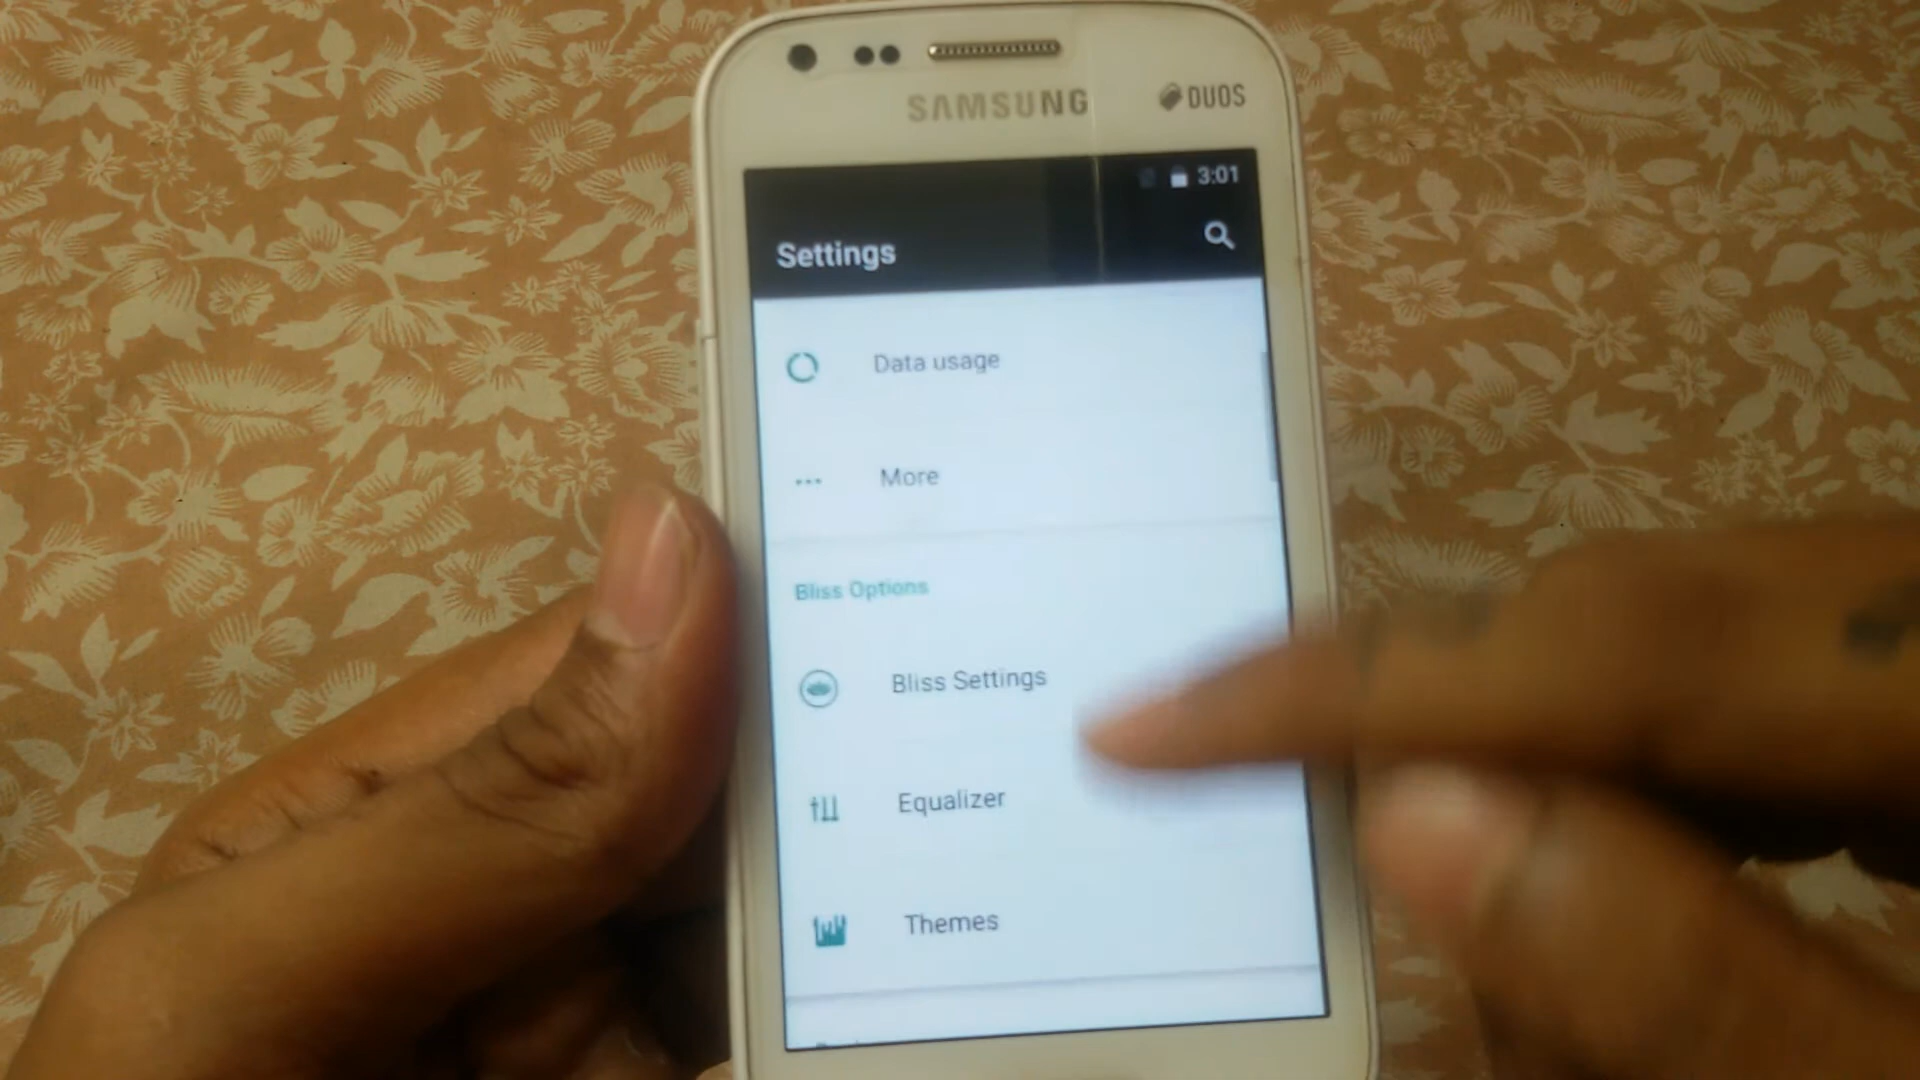 SAMSUNG
DUOS
3:01
Settings
Data usage
More
Bliss Options
Bliss Settings
Equalizer
Themes